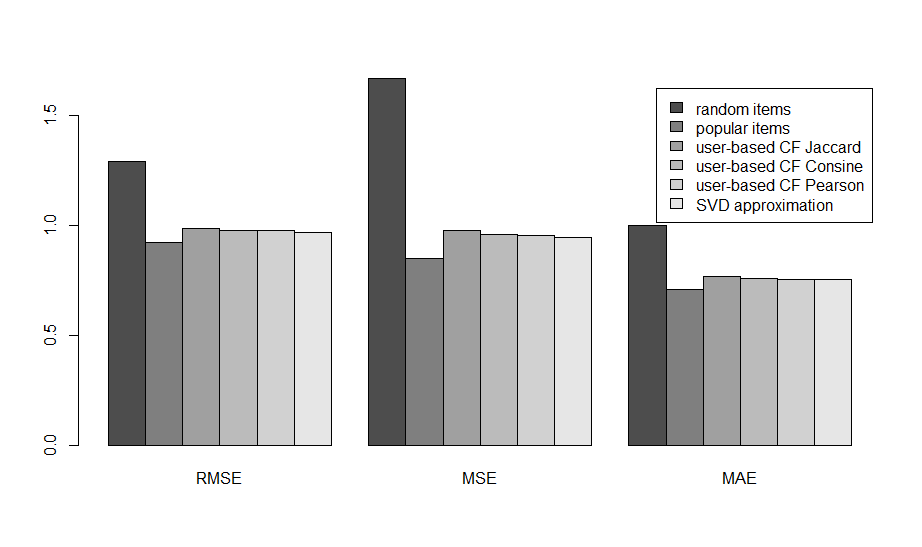 1.5
1.0
0.5
0.0
random items
popular items
user-based CF Jaccard
user-based CF Consine
user-based CF Pearson
SVD approximation
RMSE
MSE
MAE